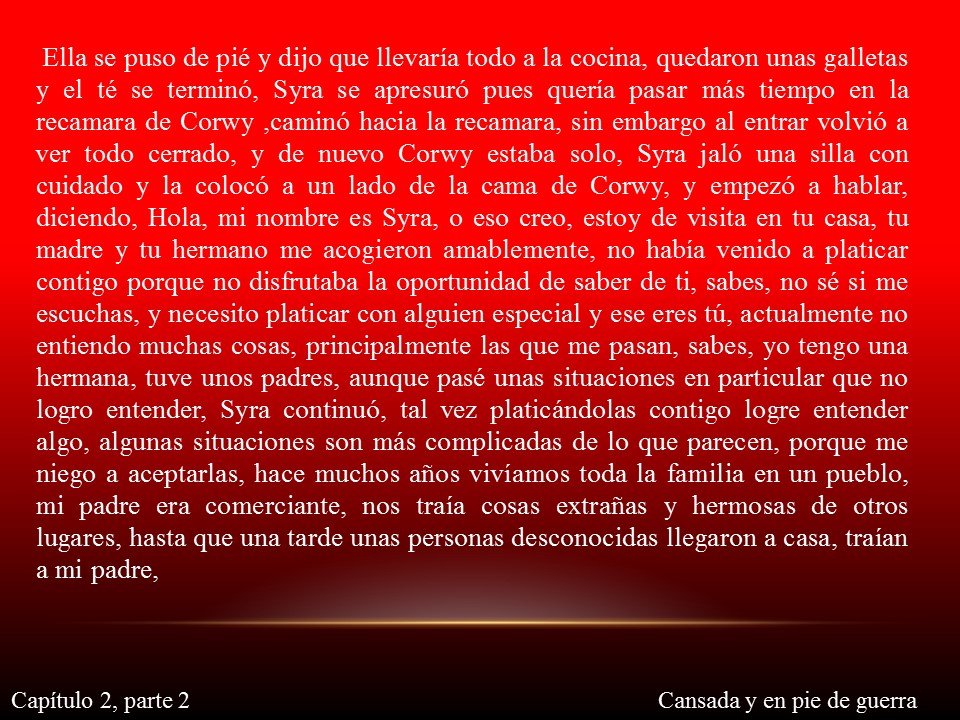 Ella se puso de pié y dijo que llevaría todo a la cocina, quedaron unas galletas
y el té se terminó, Syra se apresuró pues quería pasar más tiempo en la
recamara de Corwy ,caminó hacia la recamara, sin embargo al entrar volvió a
ver todo cerrado, y de nuevo Corwy estaba solo, Syra jaló una silla con
cuidado y la colocó a un lado de la cama de Corwy, y empezó a hablar,
diciendo, Hola, mi nombre es Syra, o eso creo, estoy de visita en tu casa, tu
madre y tu hermano me acogieron amablemente, no había venido a platicar
contigo porque no disfrutaba la oportunidad de saber de ti, sabes, no sé si me
escuchas, y necesito platicar con alguien especial y ese eres tú, actualmente no
entiendo muchas cosas, principalmente las que me pasan, sabes, yo tengo una
hermana, tuve unos padres, aunque pasé unas situaciones en particular que no
logro entender, Syra continuó, tal vez platicándolas contigo logre entender
algo, algunas situaciones son más complicadas de lo que parecen, porque me
niego a aceptarlas, hace muchos años vivíamos toda la familia en un pueblo,
mi padre era comerciante, nos traía cosas extrañas y hermosas de otros
lugares, hasta que una tarde unas personas desconocidas llegaron a casa, traían
a mi padre,
Capítulo 2, parte 2
Cansada y en pie de guerra